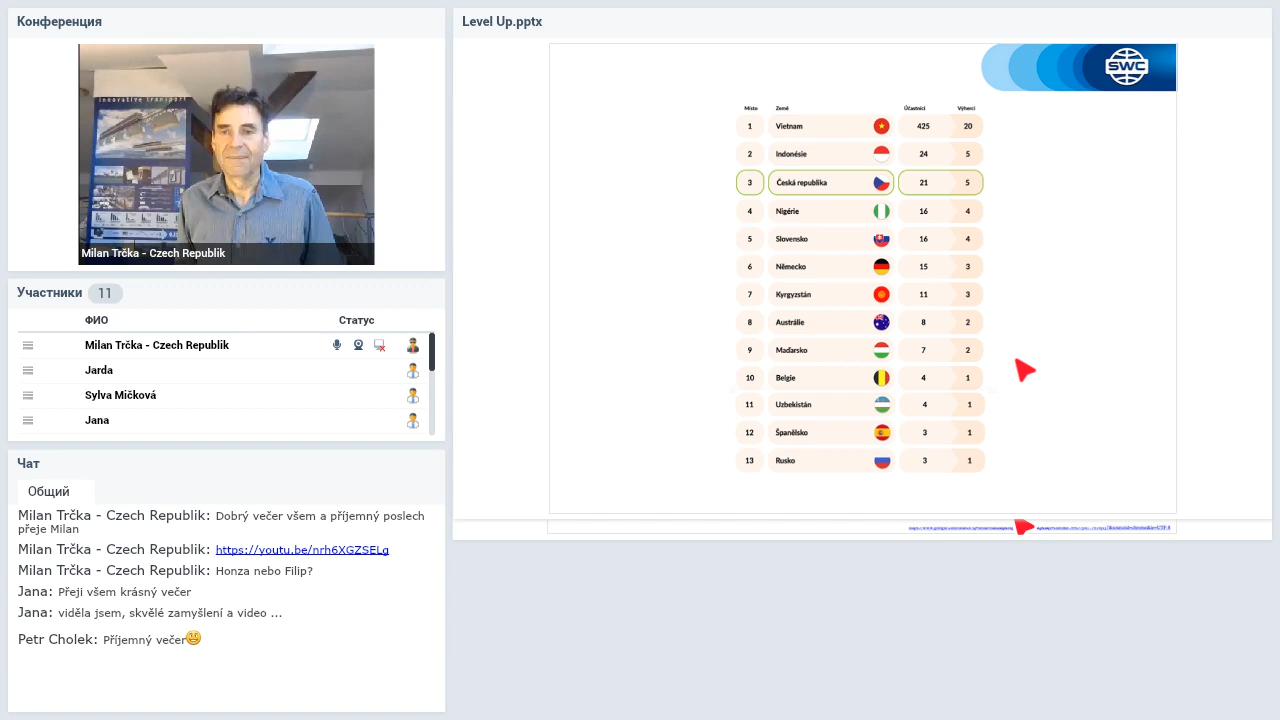 Конференция
innovative transport
Milan Trčka - Czech Republik
Участники 11
ФИО Статус
Milan Trčka - Czech Republik
Jarda
Sylva Mičková
Jana
Чат
Общий
Milan Trčka - Czech Republik: Dobrý večer všem a příjemný poslech
přeje Milan
Milan Trčka - Czech Republik: https://youtu.be/nrh6XGZSELg
Milan Trčka - Czech Republik: Honza nebo Filip?
Jana: Přeji všem krásný večer
Jana: viděla jsem, skvělé zamyšlení a video ...
Petr Cholek: Příjemný večer
Level Up.pptx
SWC
Místo Země Účastníci Výherci
1 Vietnam 425 20
2 Indonésie 24 5
3 Česká republika 21 5
4 Nigérie 16 4
5 Slovensko 16 4
6 Německo 15 3
7 Kyrgyzstán 11 3
8 Austrálie 8 2
9 Maďarsko 7 2
10 Belgie 4 1
11 Uzbekistán 4 1
12 Španělsko 3 1
13 Rusko 3 1